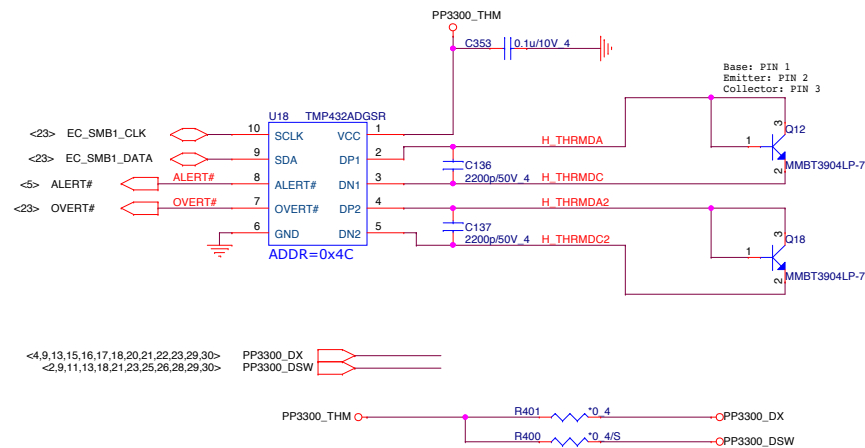 PP3300_THM
C353 0.1u/10V_4
Base: PIN 1
Emitter: PIN 2
Collector: PIN 3
U18 TMP432ADGSR
<23> EC_SMB1_CLK 10 SCLK VCC 1
<23> EC_SMB1_DATA 9 SDA DP1 2
<5> ALERT# ALERT# 8 ALERT# DN1 3
<23> OVERT# OVERT# 7 OVERT# DP2 4
6 GND DN2 5
ADDR=0x4C
H_THRMDA
C136
2200p/50V_4 H_THRMDC
H_THRMDA2
C137
2200p/50V_4 H_THRMDC2
3
Q12
1
2 MMBT3904LP-7
3
Q18
1
2 MMBT3904LP-7
<4,9,13,15,16,17,18,20,21,22,23,29,30> PP3300_DX
<2,9,11,13,18,21,23,25,26,28,29,30> PP3300_DSW
PP3300_THM R401 *0_4 PP3300_DX
R400 *0_4/S PP3300_DSW